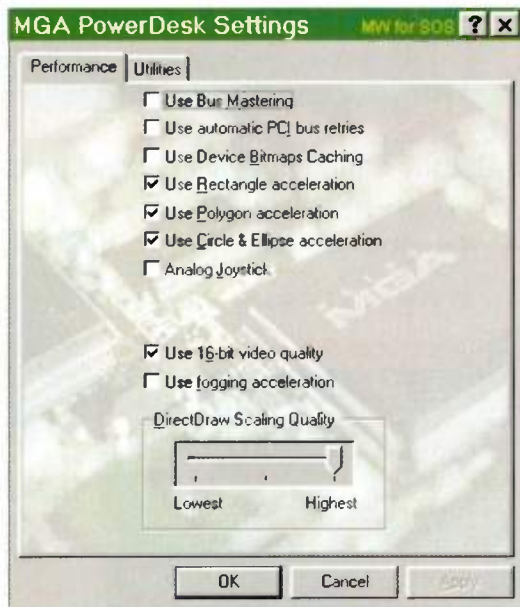 MGA PowerDesk Settings MW for SOS
Performance Utilities
Use Bus Mastering
Use automatic PCI bus retries
Use Device Bitmaps Caching
Use Rectangle acceleration
Use Polygon acceleration
Use Circle & Ellipse acceleration
Analog Joystick
MGA
Use 16-bit video quality
Use fogging acceleration
DirectDraw Scaling Quality
Lowest Highest
OK Cancel Apply